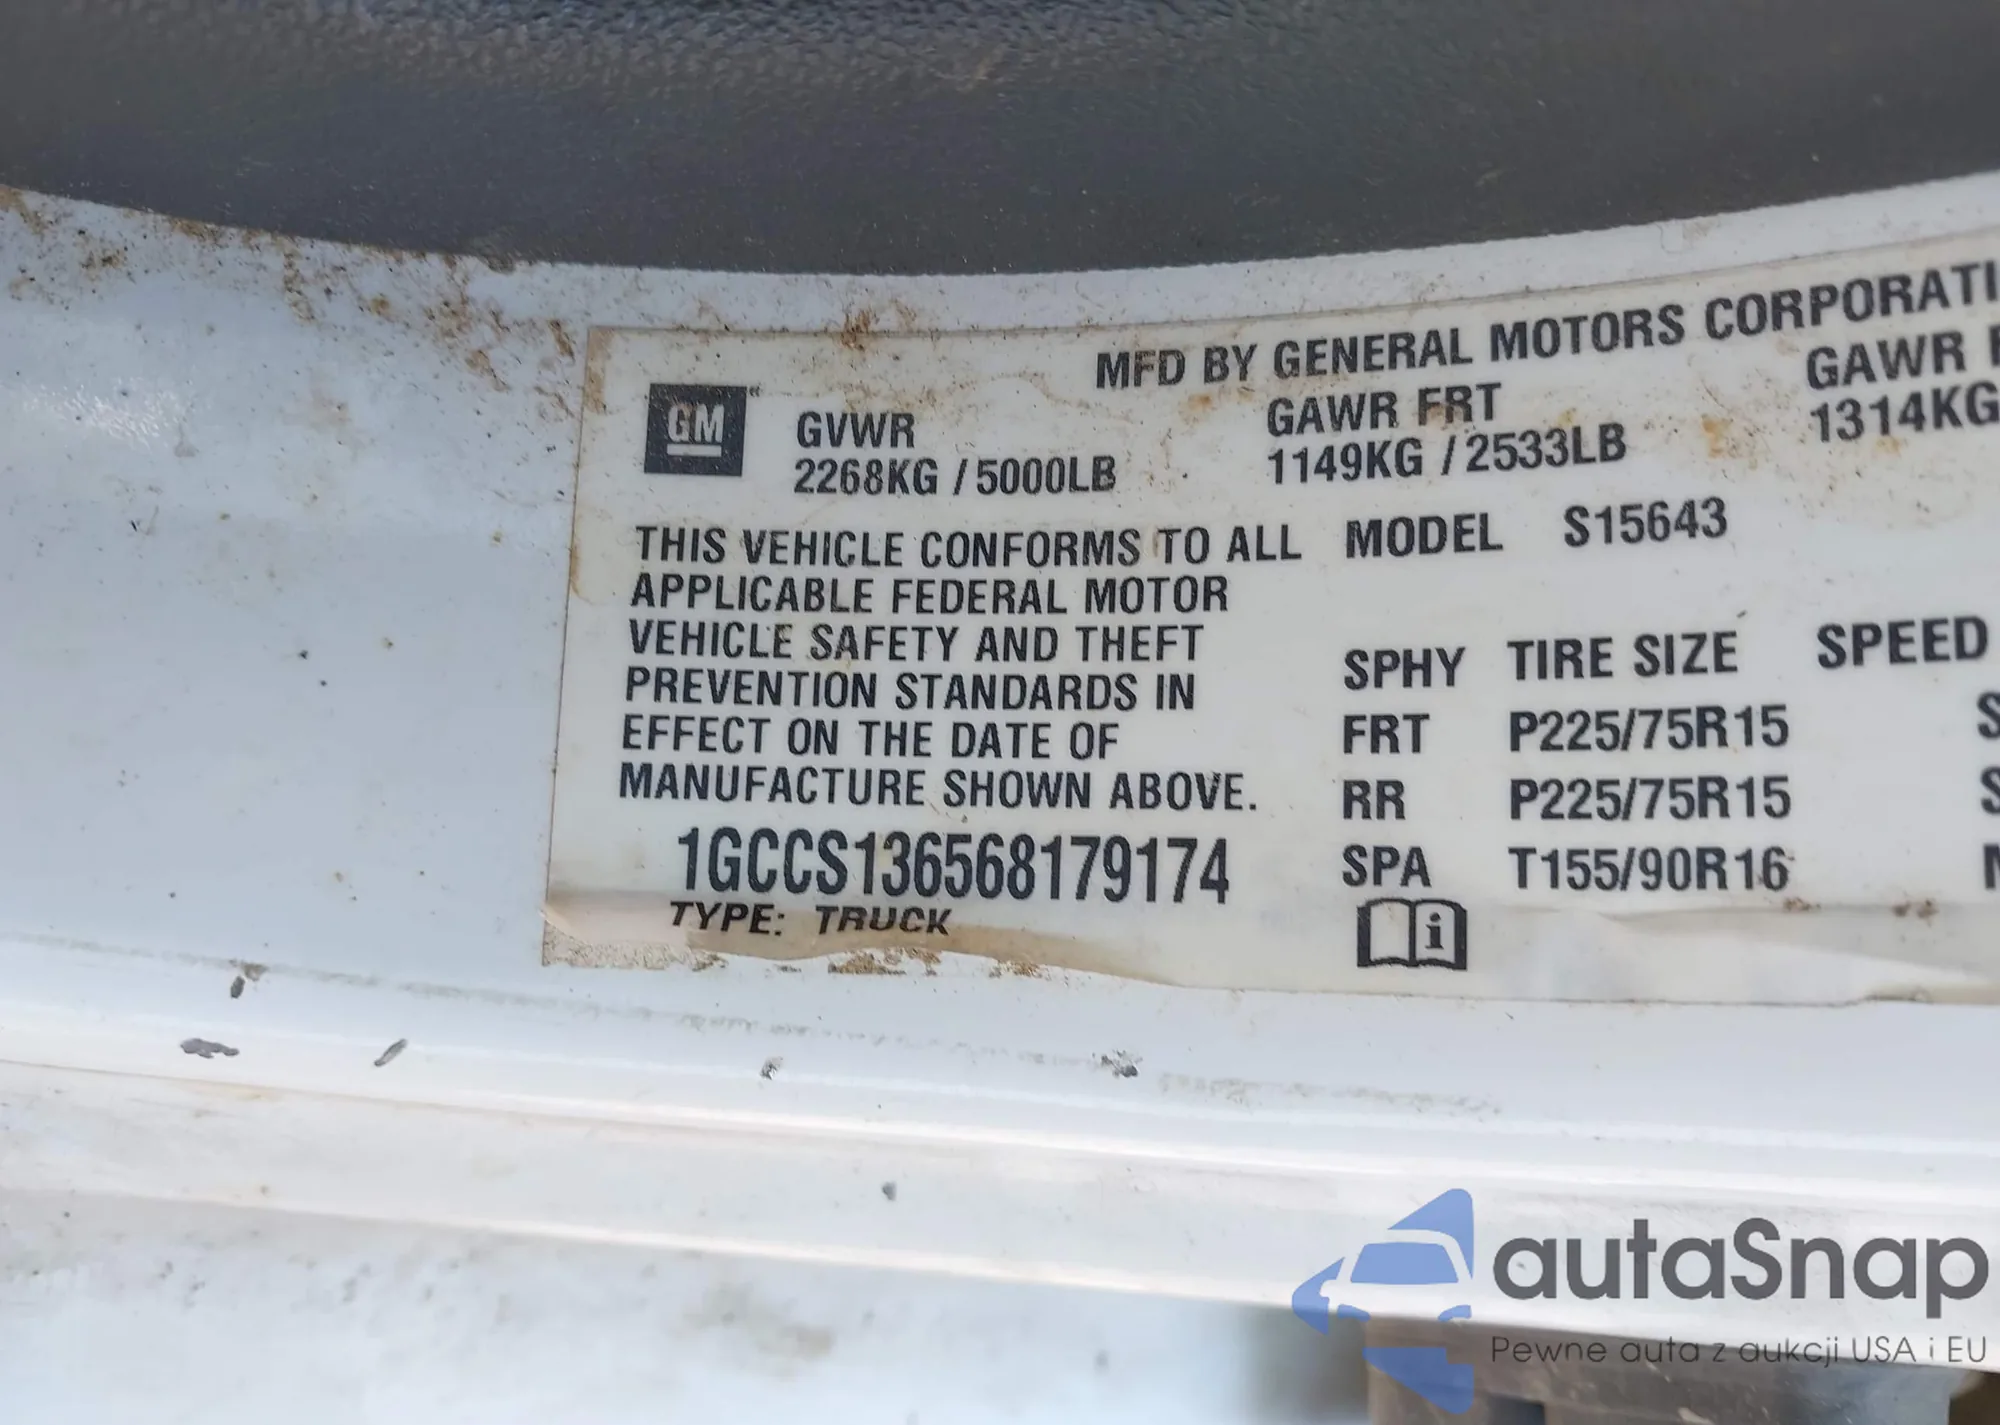 MFD BY GENERAL MOTORS CORPORATI
GM
GVWR GAWR FRT GAWR
2268KG / 5000LB 1149KG / 2533LB 1314KG
THIS VEHICLE CONFORMS TO ALL MODEL S15643
APPLICABLE FEDERAL MOTOR
VEHICLE SAFETY AND THEFT
PREVENTION STANDARDS IN
EFFECT ON THE DATE OF
MANUFACTURE SHOWN ABOVE.
1GCCS136568179174
TYPE: TRUCK
SPHY TIRE SIZE SPEED
FRT P225/75R15 S
RR P225/75R15 S
SPA T155/90R16
i
autaSnap
Pewne auta z aukcji USA i EU